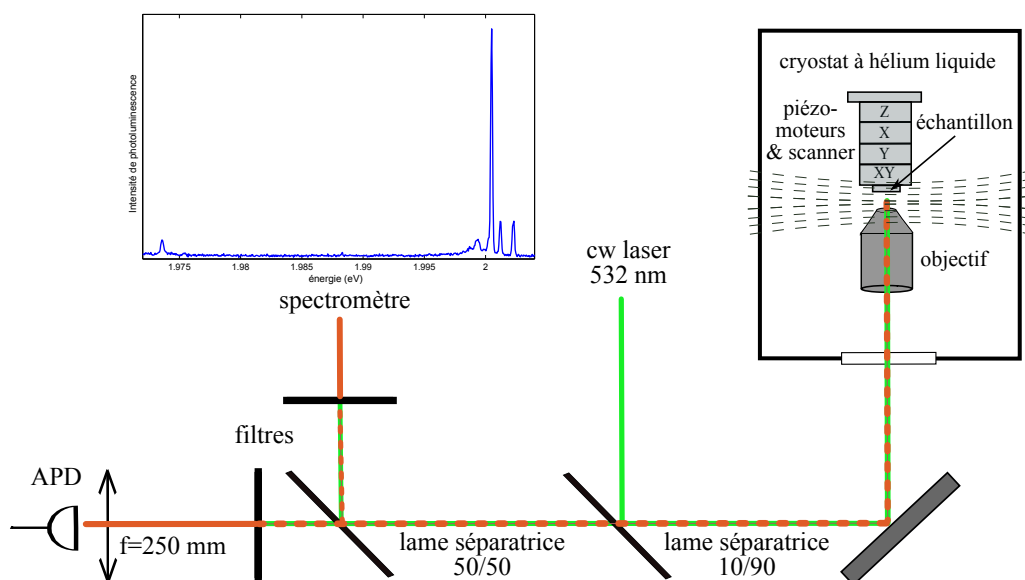 Intensité de photoluminescence
1.975
1.98
1.985
1.99
1.995
2
énergie (eV)
spectromètre
cw laser
532 nm
cryostat à hélium liquide
piézo-
moteurs
& scanner
Z
X
Y
XY
échantillon
objectif
filtres
APD
f=250 mm
lame séparatrice
50/50
lame séparatrice
10/90